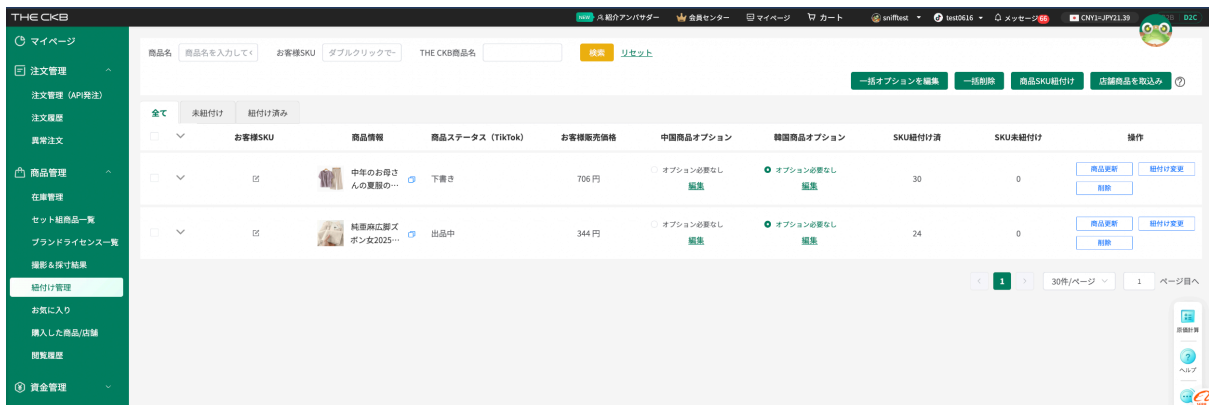 THE CKB
NEW 紹介アンバサダー 会員センター マイページ カート snifftest test0616 メッセージ66 CNY1=JPY21.39 D2C
マイページ
注文管理
注文管理（API発注）
注文履歴
異常注文
商品管理
在庫管理
セット組商品一覧
ブランドライセンス一覧
撮影＆採寸結果
紐付け管理
お気に入り
購入した商品/店舗
閲覧履歴
資金管理
商品名 商品名を入力して お客様SKU ダブルクリックで~ THE CKB商品名 検索 リセット
一括オプションを編集 一括削除 商品SKU紐付け 店舗商品を取込み
全て 未紐付け 紐付け済み
お客様SKU 商品情報 商品ステータス（TikTok） お客様販売価格 中国商品オプション 韓国商品オプション SKU紐付け済 SKU未紐付け 操作
中年のお母さ
んの夏服の… 下書き 706 円 オプション必要なし 編集 オプション必要なし 編集 30 0 商品更新 紐付け変更 削除
純亜麻広脚ズ
ボン女2025… 出品中 344 円 オプション必要なし 編集 オプション必要なし 編集 24 0 商品更新 紐付け変更 削除
1 30件/ページ 1 ページ目へ
原価計算
ヘルプ